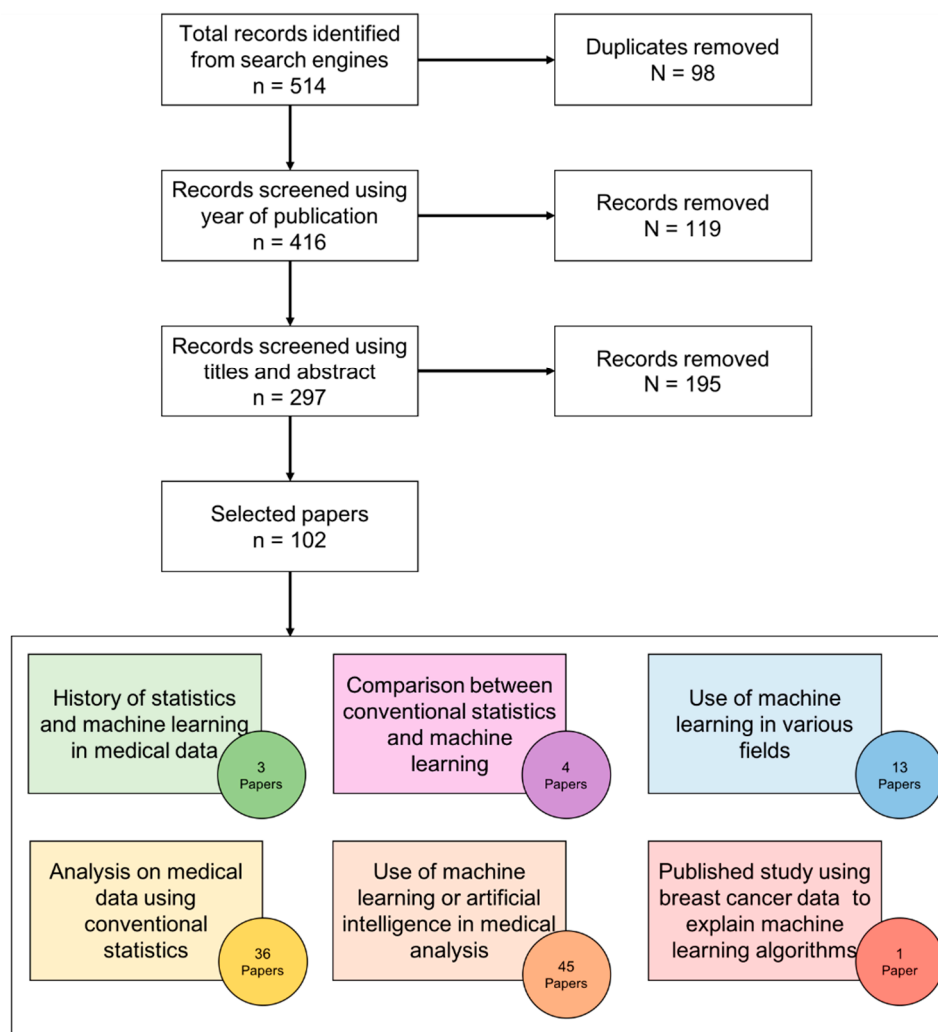 Total records identified
from search engines
n = 514
Duplicates removed
N = 98
Records screened using
year of publication
n = 416
Records removed
N = 119
Records screened using
titles and abstract
n = 297
Records removed
N = 195
Selected papers
n = 102
History of statistics
and machine learning
in medical data
3
Papers
Comparison between
conventional statistics
and machine
learning
4
Papers
Use of machine
learning in various
fields
13
Papers
Analysis on medical
data using
conventional
statistics
36
Papers
Use of machine
learning or artificial
intelligence in medical
analysis
45
Papers
Published study using
breast cancer data to
explain machine
learning algorithms
1
Paper